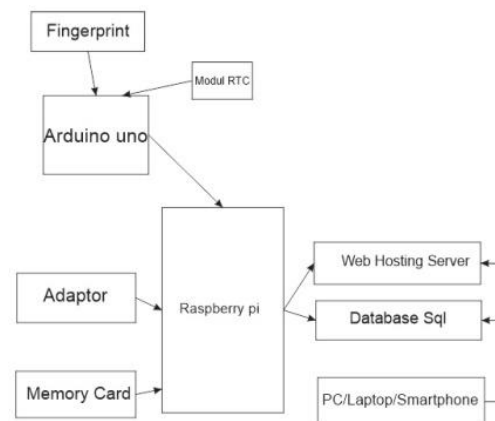 Fingerprint
Modul RTC
Arduino uno
Web Hosting Server
Adaptor
Raspberry pi
Database Sql
Memory Card
PC/Laptop/Smartphone